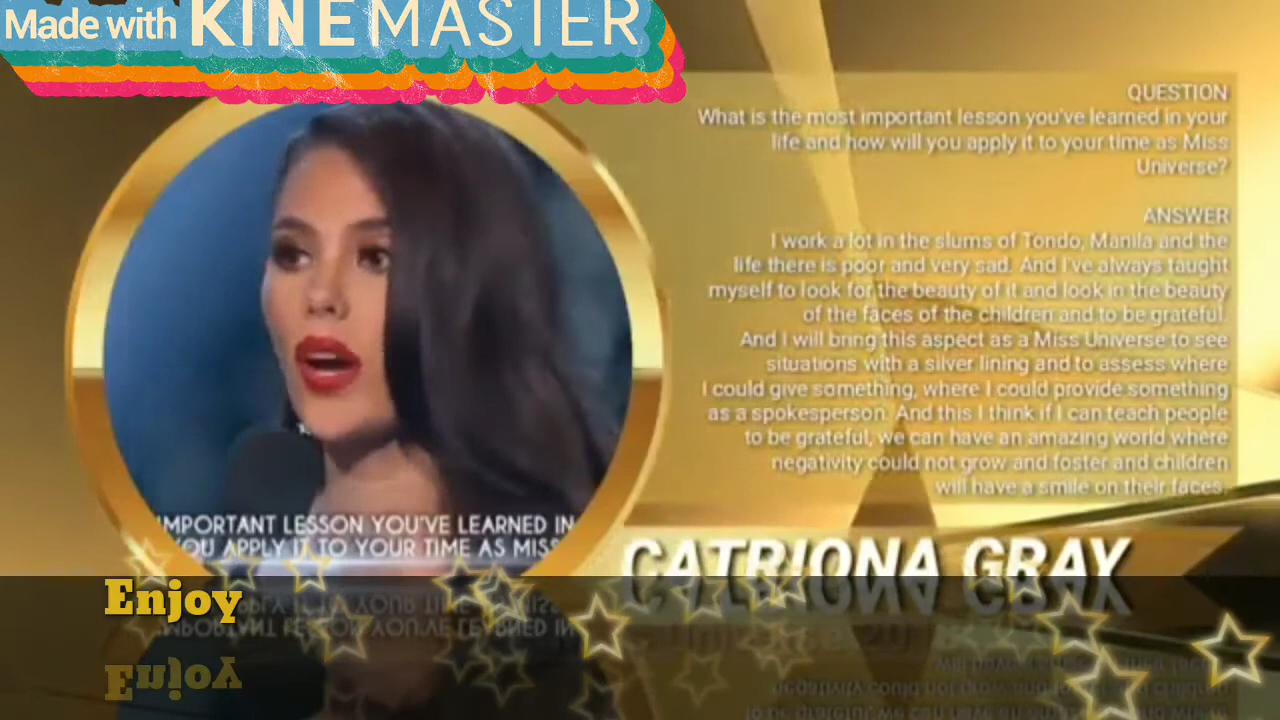 Made with KINEMASTER
QUESTION
What is the most important lesson you've learned in your
life and how will you apply it to your time as Miss
Universe?
ANSWER
I work a lot in the slums of Tondo, Manila and the
life there is poor and very sad. And I've always taught
myself to look for the beauty of it and look in the beauty
of the faces of the children and to be grateful.
And I will bring this aspect as a Miss Universe to see
situations with a silver lining and to assess where
I could give something, where I could provide something
as a spokesperson. And this I think if I can teach people
to be grateful, we can have an amazing world where
negativity could not grow and foster and children
will have a smile on their faces.
IMPORTANT LESSON YOU'VE LEARNED IN
YOU APPLY IT TO YOUR TIME AS MISS
CATRIONA GRAY
Enjoy